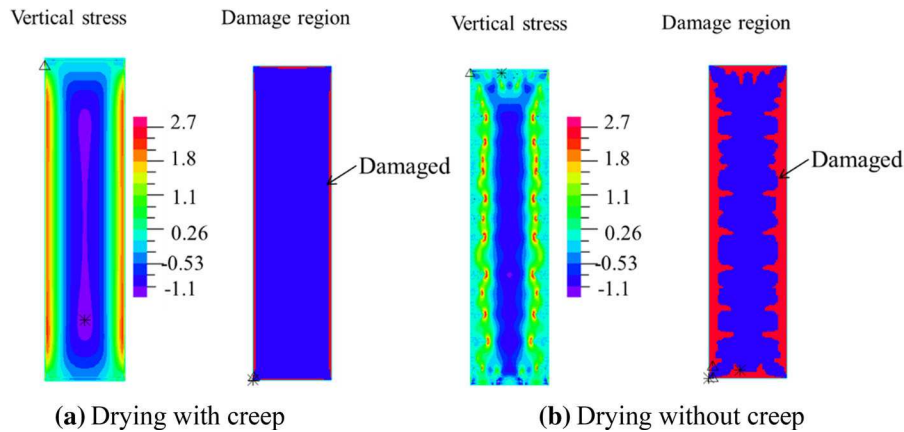 Vertical stress
Damage region
2.7
1.8
1.1
0.26
-0.53
-1.1
Damaged
(a) Drying with creep
Vertical stress
Damage region
2.7
1.8
1.1
0.26
-0.53
-1.1
Damaged
(b) Drying without creep